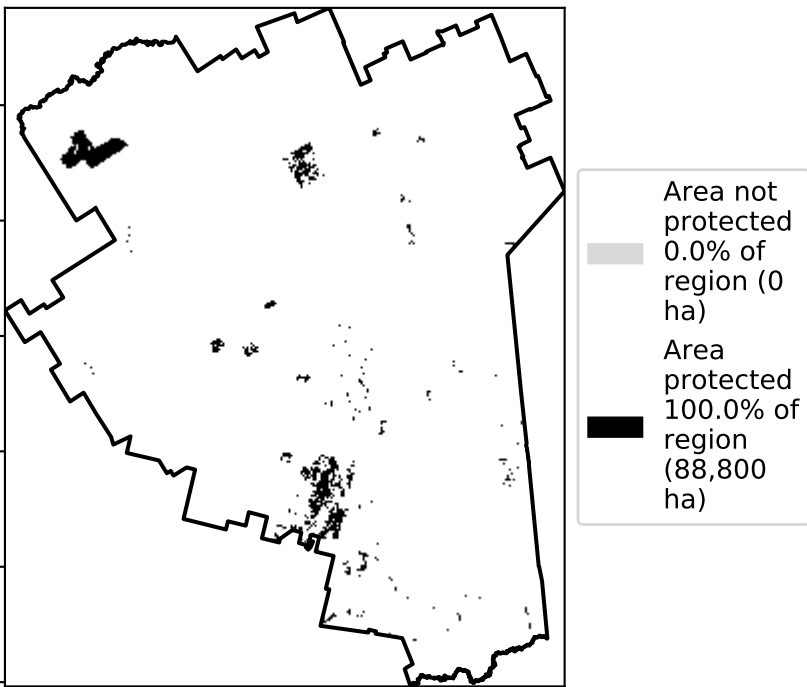 Area not
protected
0.0% of
region (0
ha)
Area
protected
100.0% of
region
(88,800
ha)